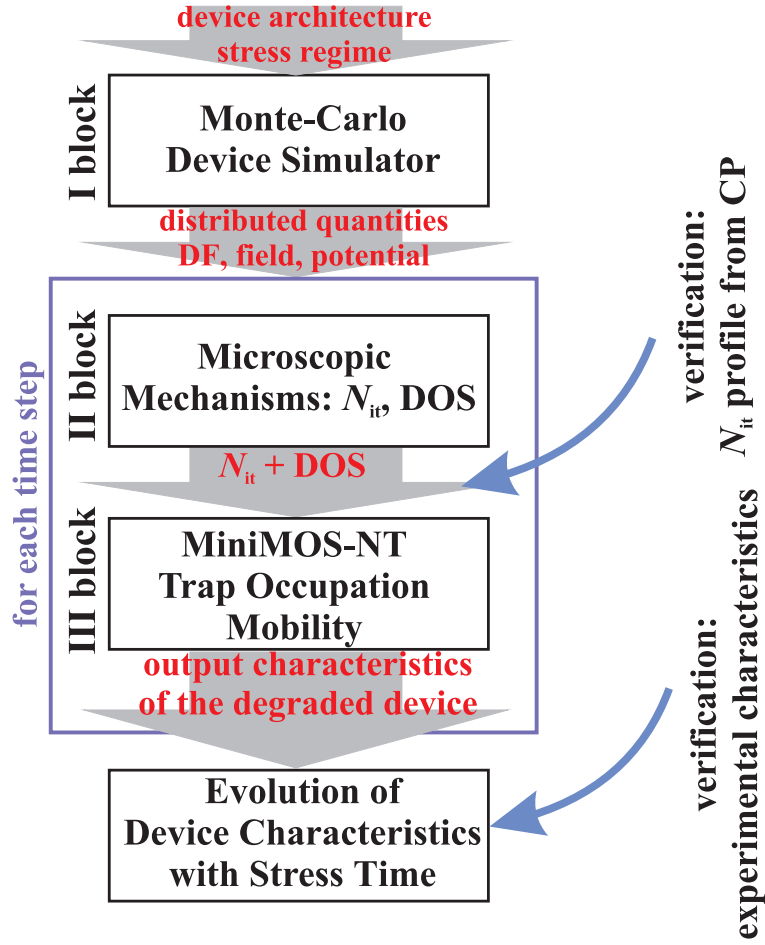 device architecture
stress regime
I block
Monte-Carlo
Device Simulator
distributed quantities
DF, field, potential
for each time step
II block
Microscopic
Mechanisms: Nit, DOS
Nit + DOS
verification:
Nit profile from CP
III block
MiniMOS-NT
Trap Occupation
Mobility
output characteristics
of the degraded device
verification:
experimental characteristics
Evolution of
Device Characteristics
with Stress Time